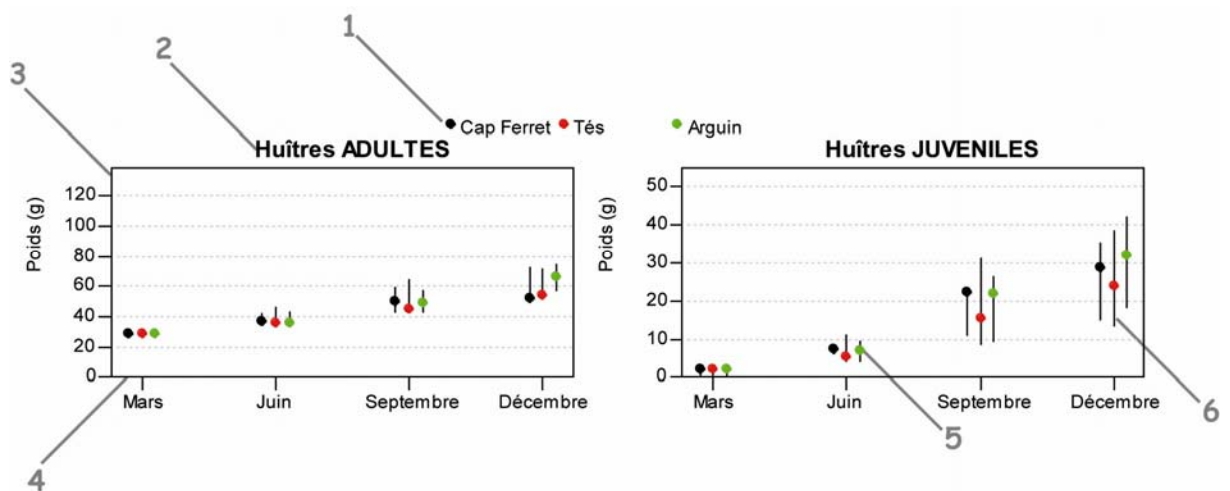 1
2
3
Cap Ferret Tés Arguin
Huîtres ADULTES
Poids (g)
120
100
80
60
40
20
0
Mars Juin Septembre Décembre
4
Huîtres JUVENILES
Poids (g)
50
40
30
20
10
0
Mars Juin Septembre Décembre
5
6